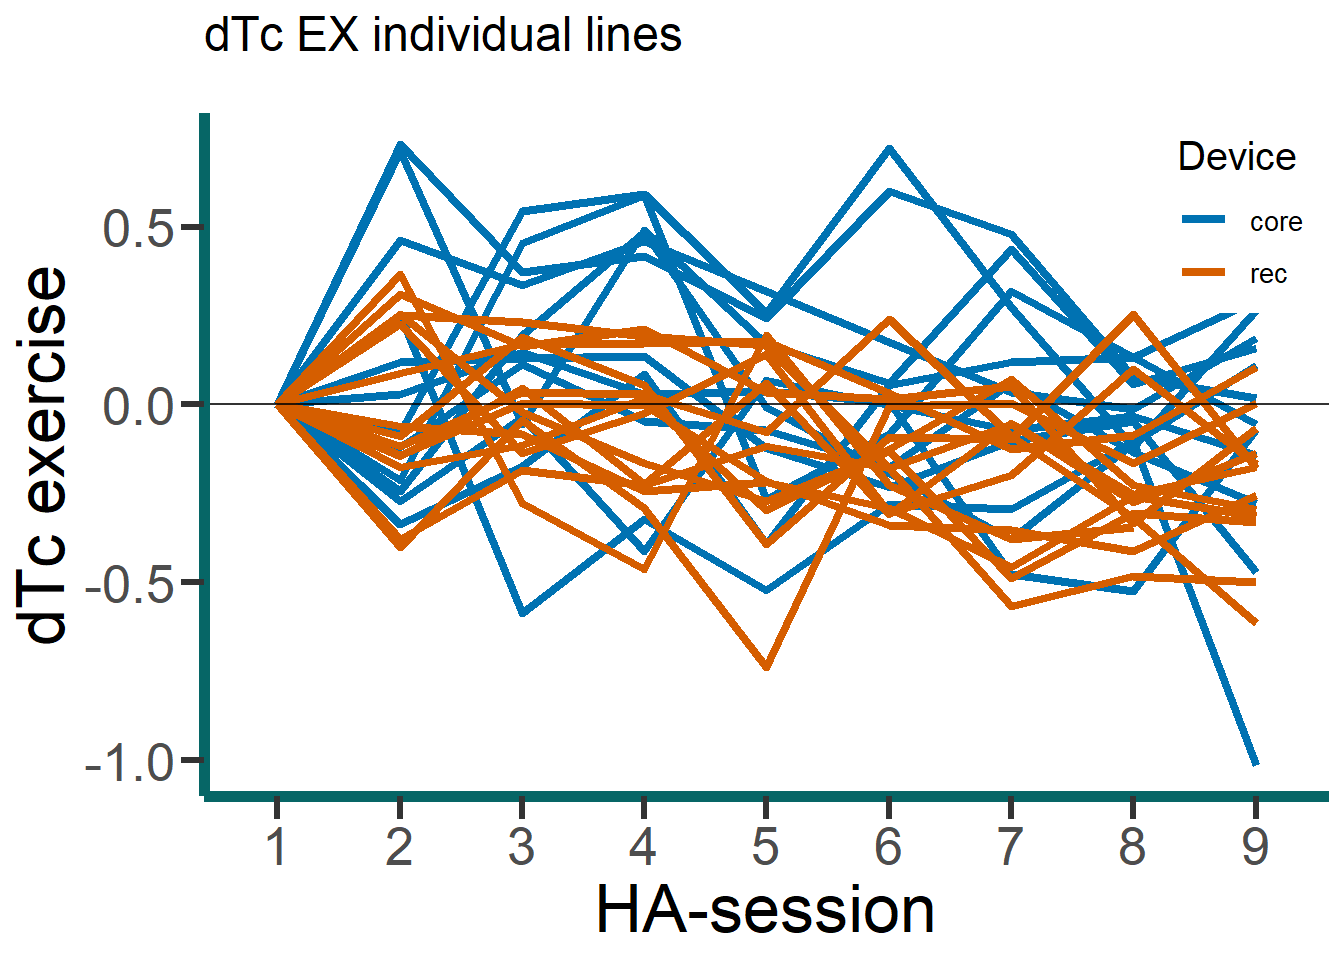 dTc EX individual lines
Device
core
rec
dTc exercise
0.5
0.0
-0.5
-1.0
1 2 3 4 5 6 7 8 9
HA-session